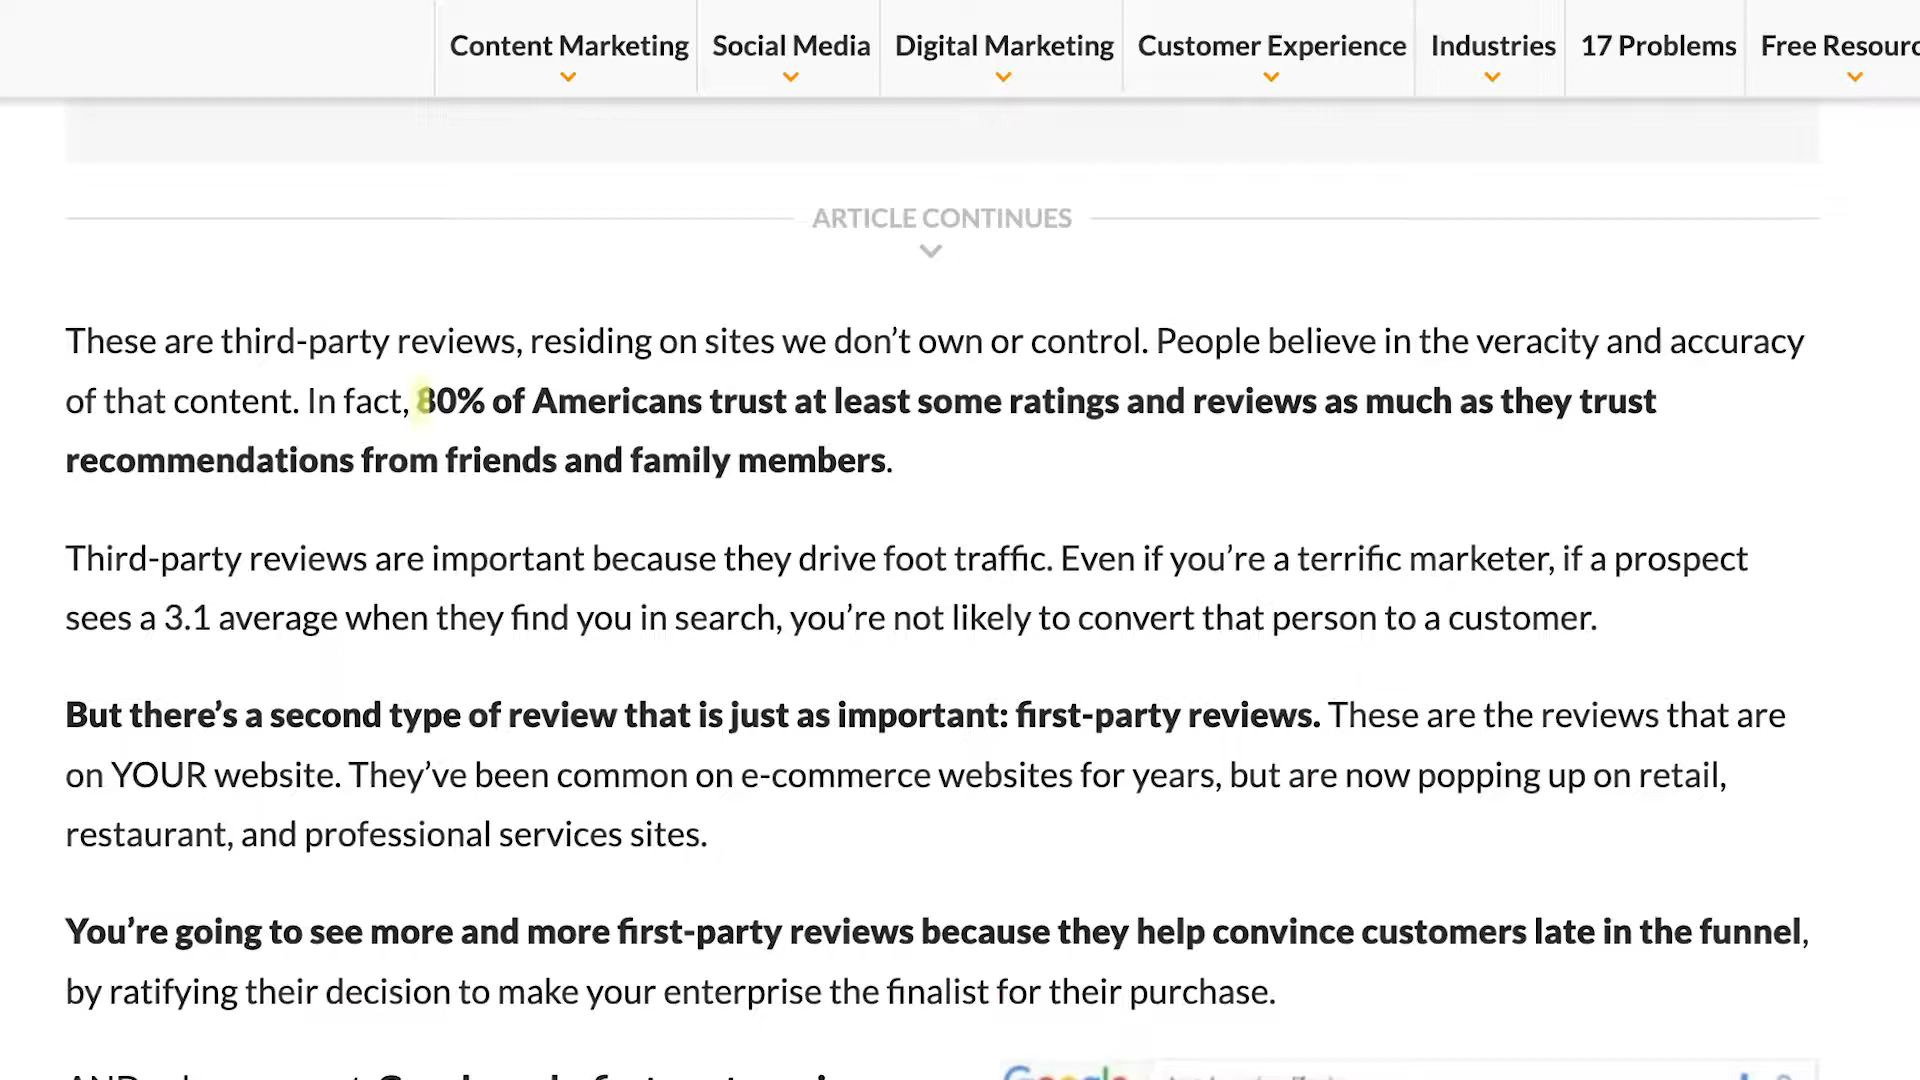 Content Marketing Social Media Digital Marketing Customer Experience Industries 17 Problems Free
ARTICLE CONTINUES
These are third-party reviews, residing on sites we don’t own or control. People believe in the veracity and accuracy
of that content. In fact, 80% of Americans trust at least some ratings and reviews as much as they trust
recommendations from friends and family members.
Third-party reviews are important because they drive foot traffic. Even if you’re a terrific marketer, if a prospect
sees a 3.1 average when they find you in search, you’re not likely to convert that person to a customer.
But there’s a second type of review that is just as important: first-party reviews. These are the reviews that are
on YOUR website. They’ve been common on e-commerce websites for years, but are now popping up on retail,
restaurant, and professional services sites.
You’re going to see more and more first-party reviews because they help convince customers late in the funnel,
by ratifying their decision to make your enterprise the finalist for their purchase.
Google